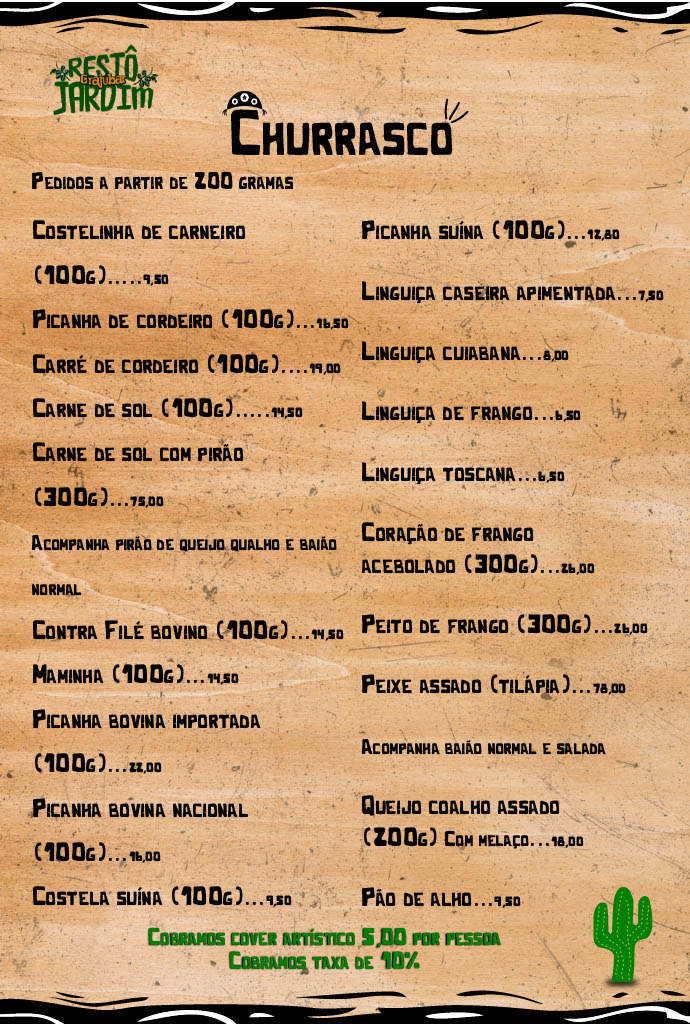 RESTÔ
Gratubar
JARDIM
CHURRASCO
PEDIDOS A PARTIR DE 200 GRAMAS
COSTELINHA DE CARNEIRO
(100G).....9,50
PICANHA DE CORDEIRO (100G)...16,50
CARRÉ DE CORDEIRO (100G)....19,00
CARNE DE SOL (100G).....14,50
CARNE DE SOL COM PIRÃO
(300G)...75,00
ACOMPANHA PIRÃO DE QUEIJO QUALHO E BAIÃO
NORMAL
CONTRA FILÉ BOVINO (100G)...14,50
MAMINHA (100G)...14,50
PICANHA BOVINA IMPORTADA
(100G)...22,00
PICANHA BOVINA NACIONAL
(100G)...16,00
COSTELA SUÍNA (100G)...9,50
PICANHA SUÍNA (100G)...12,80
LINGUIÇA CASEIRA APIMENTADA...7,50
LINGUIÇA CUIABANA...8,00
LINGUIÇA DE FRANGO...6,50
LINGUIÇA TOSCANA...6,50
CORAÇÃO DE FRANGO
ACEBOLADO (300G)...26,00
PEITO DE FRANGO (300G)...26,00
PEIXE ASSADO (TILÁPIA)...78,00
ACOMPANHA BAIÃO NORMAL E SALADA
QUEIJO COALHO ASSADO
(200G) COM MELAÇO...18,00
PÃO DE ALHO...9,50
COBRAMOS COVER ARTÍSTICO 5,00 POR PESSOA
COBRAMOS TAXA DE 10%